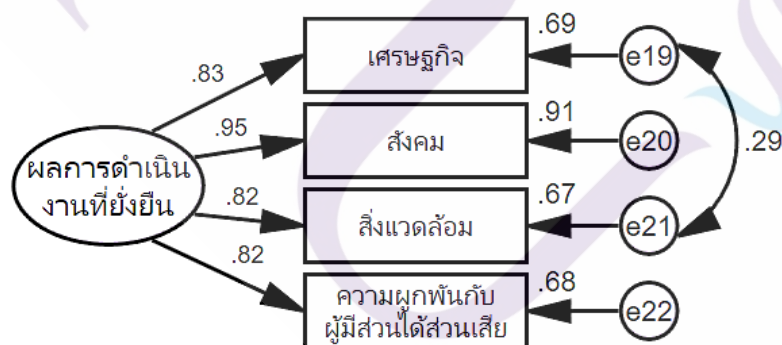 .69
เศรษฐกิจ
e19
.83
.91
.95
สังคม
e20
.29
ผลการดำเนิน
งานที่ยั่งยืน
.67
.82
สิ่งแวดล้อม
e21
.82
.68
ความผูกพันกับ
ผู้มีส่วนได้ส่วนเสีย
e22